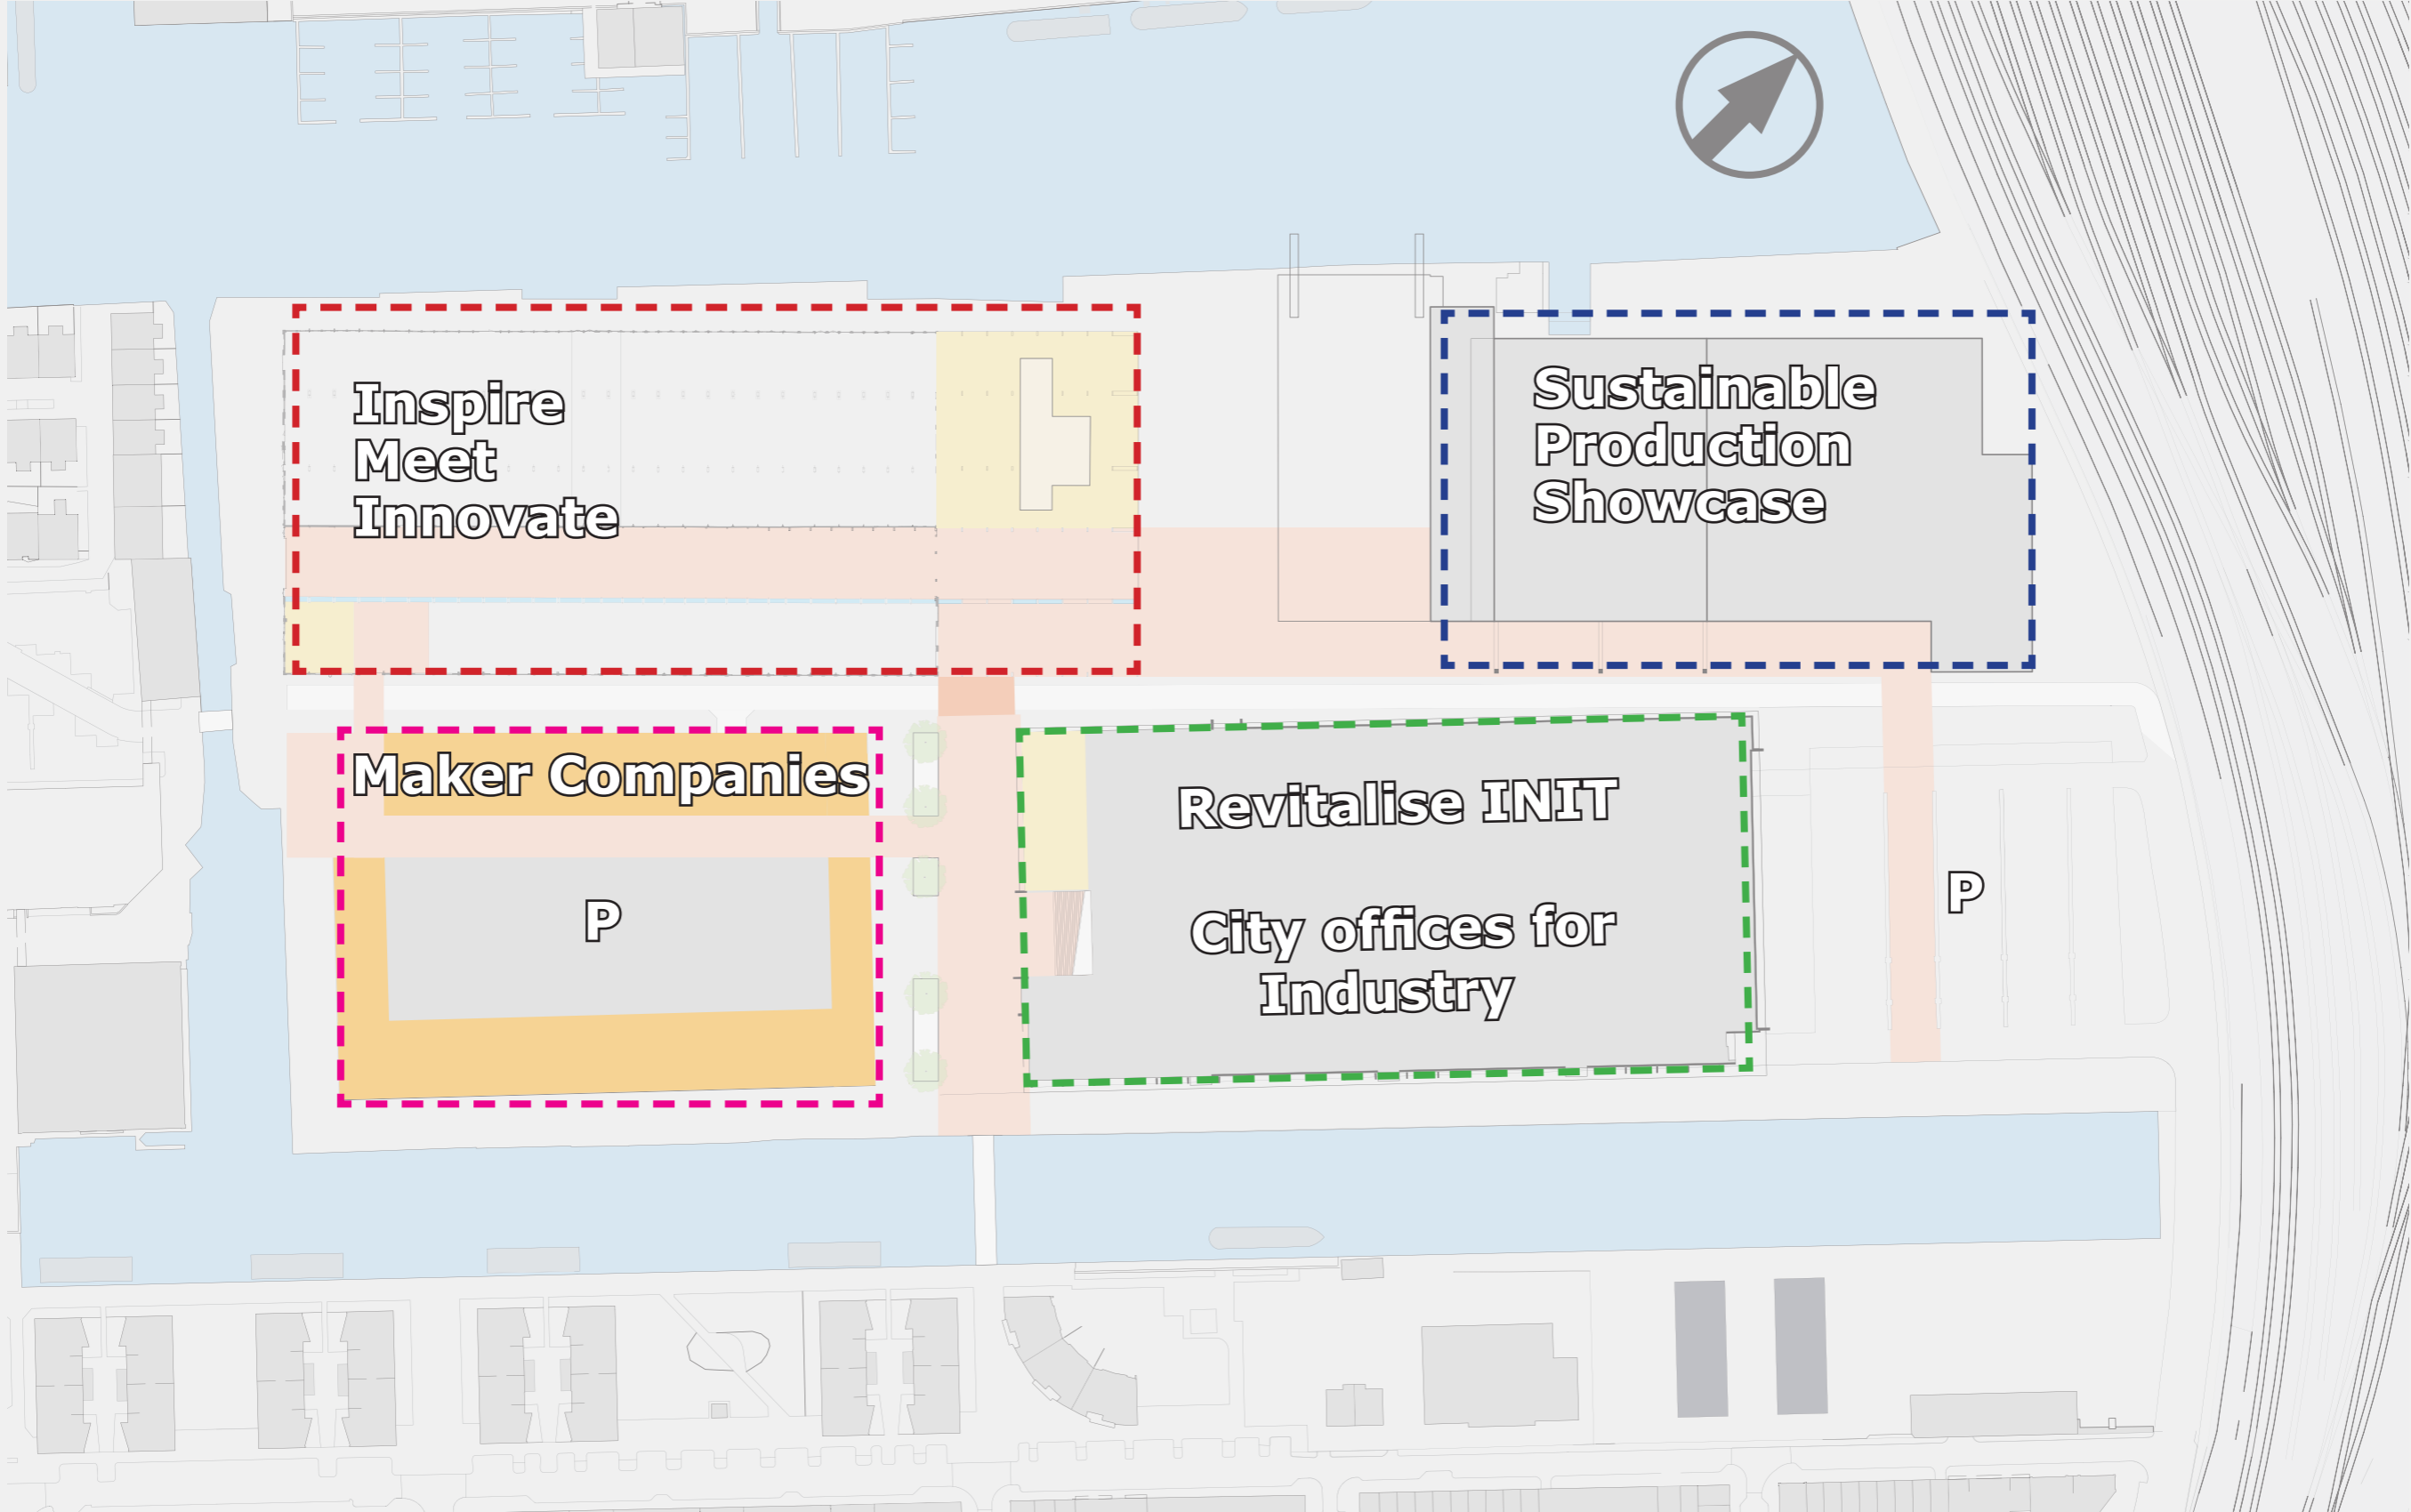 Inspire
Meet
Innovate
Sustainable
Production
Showcase
Maker Companies
P
Revitalise INIT
City offices for
Industry
P